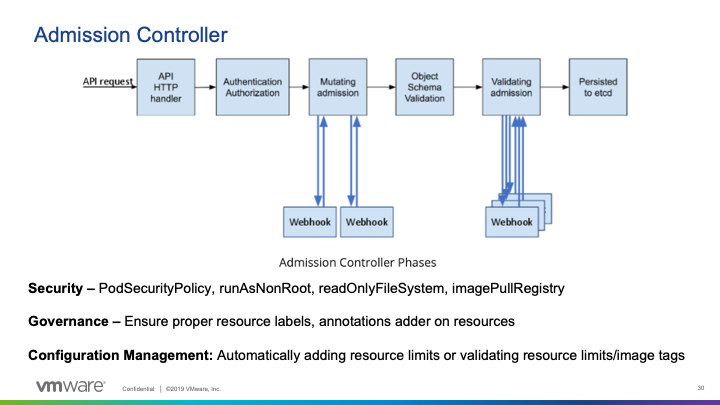 Admission Controller
API request
API
HTTP
handler
Authentication
Authorization
Mutating
admission
Object
Schema
Validation
Validating
admission
Persisted
to etcd
Webhook
Webhook
Webhook
Admission Controller Phases
Security – PodSecurityPolicy, runAsNonRoot, readOnlyFileSystem, imagePullRegistry
Governance – Ensure proper resource labels, annotations adder on resources
Configuration Management: Automatically adding resource limits or validating resource limits/image tags
vmware
Confidential | ©2019 VMware, Inc.
30